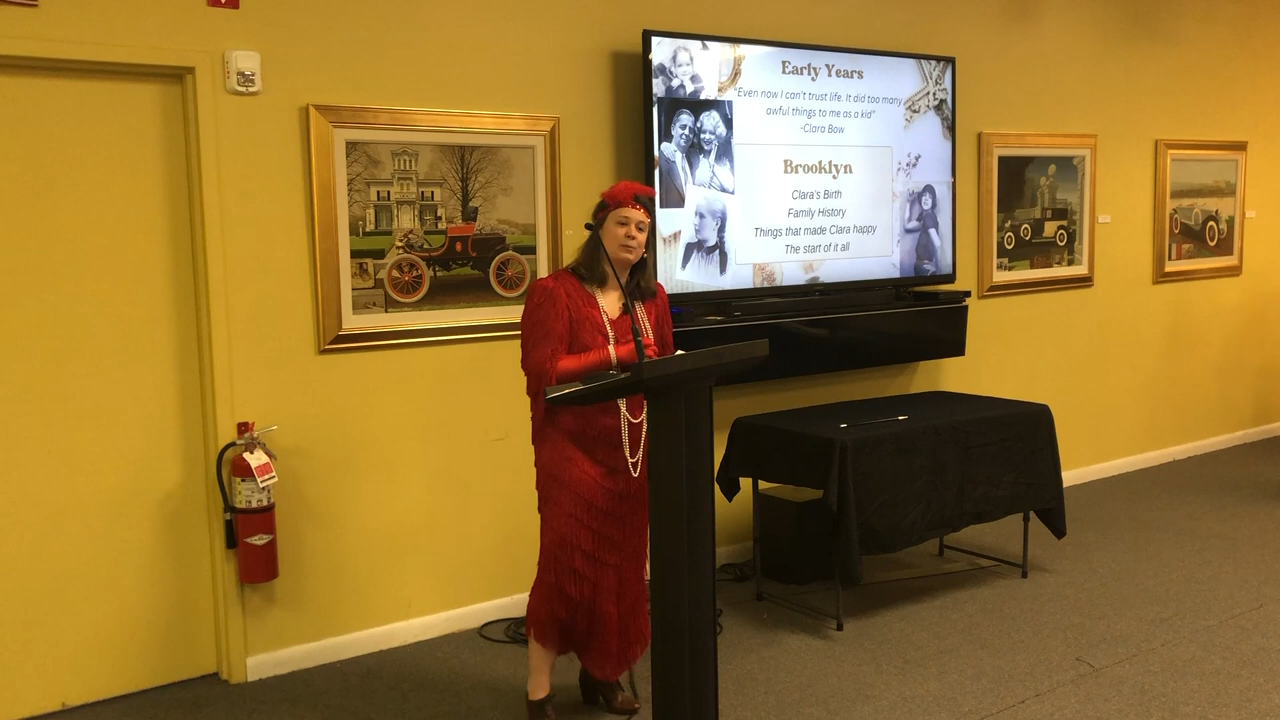 Early Years
"Even now I can't trust life. It did too many
awful things to me as a kid"
-Clara Bow
Brooklyn
Clara's Birth
Family History
Things that made Clara happy
The start of it all